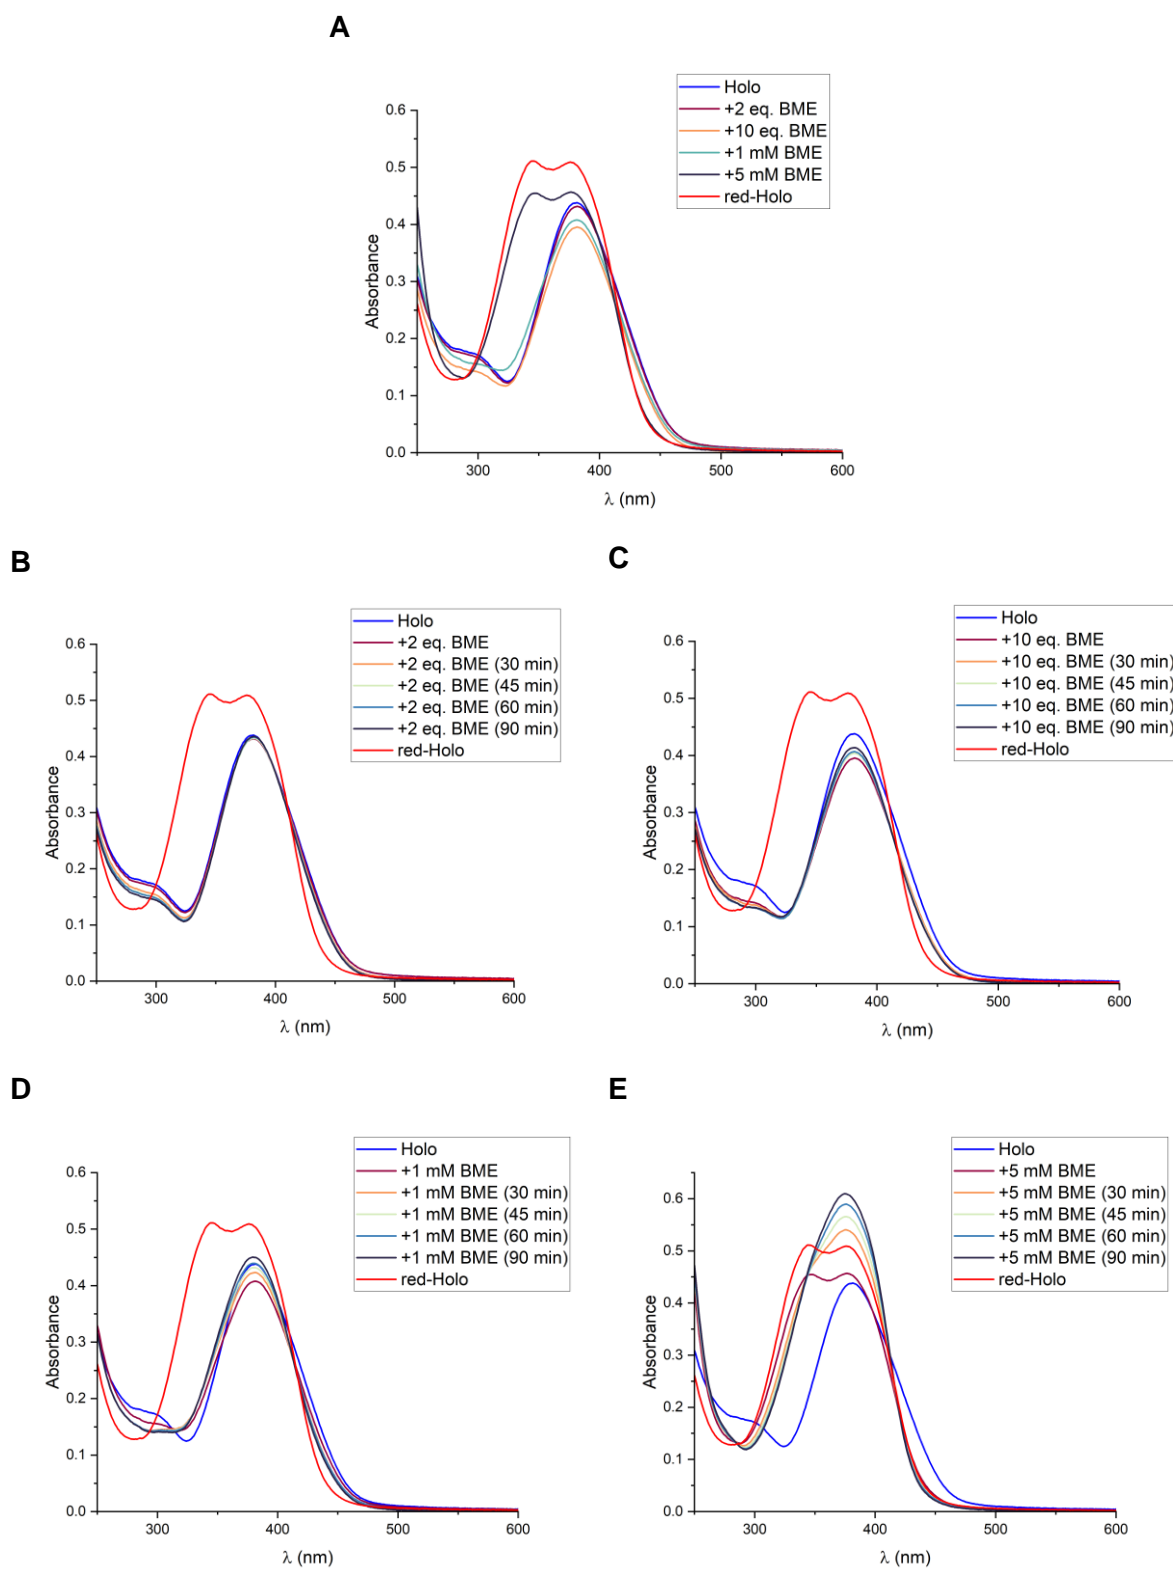 A
Holo
+2 eq. BME
+10 eq. BME
+1 mM BME
+5 mM BME
red-Holo
0.6
0.5
0.4
0.3
0.2
0.1
0.0
Absorbance
300
400
500
600
λ (nm)
B
Holo
+2 eq. BME
+2 eq. BME (30 min)
+2 eq. BME (45 min)
+2 eq. BME (60 min)
+2 eq. BME (90 min)
red-Holo
0.6
0.5
0.3
0.2
0.1
0.0
Absorbance
300
400
500
600
λ (nm)
C
Holo
+10 eq. BME
+10 eq. BME (30 min)
+10 eq. BME (45 min)
+10 eq. BME (60 min)
+10 eq. BME (90 min)
red-Holo
0.6
0.5
0.4
0.3
0.2
0.1
0.0
Absorbance
300
400
500
600
λ (nm)
D
Holo
+1 mM BME
+1 mM BME (30 min)
+1 mM BME (45 min)
+1 mM BME (60 min)
+1 mM BME (90 min)
red-Holo
0.6
0.5
0.4
0.3
0.2
0.1
0.0
Absorbance
300
400
500
600
λ (nm)
E
Holo
+5 mM BME
+5 mM BME (30 min)
+5 mM BME (45 min)
+5 mM BME (60 min)
+5 mM BME (90 min)
red-Holo
0.6
0.5
0.4
0.3
0.2
0.1
0.0
Absorbance
300
400
500
600
λ (nm)